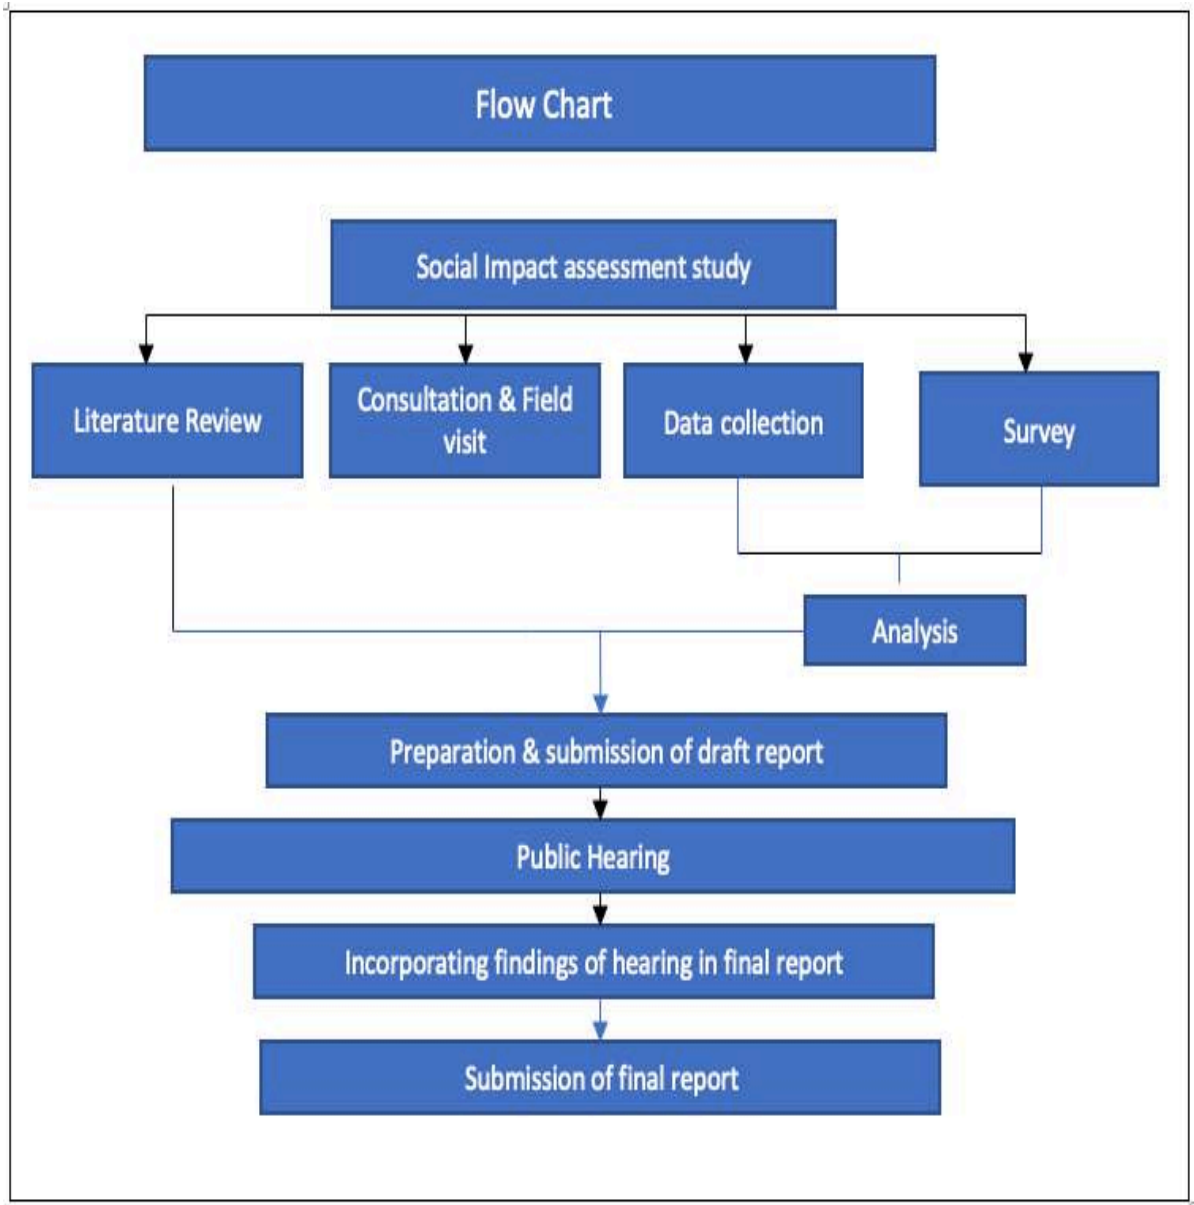 Flow Chart
Social Impact assessment study
Literature Review
Consultation & Field
visit
Data collection
Survey
Analysis
Preparation & submission of draft report
Public Hearing
Incorporating findings of hearing in final report
Submission of final report